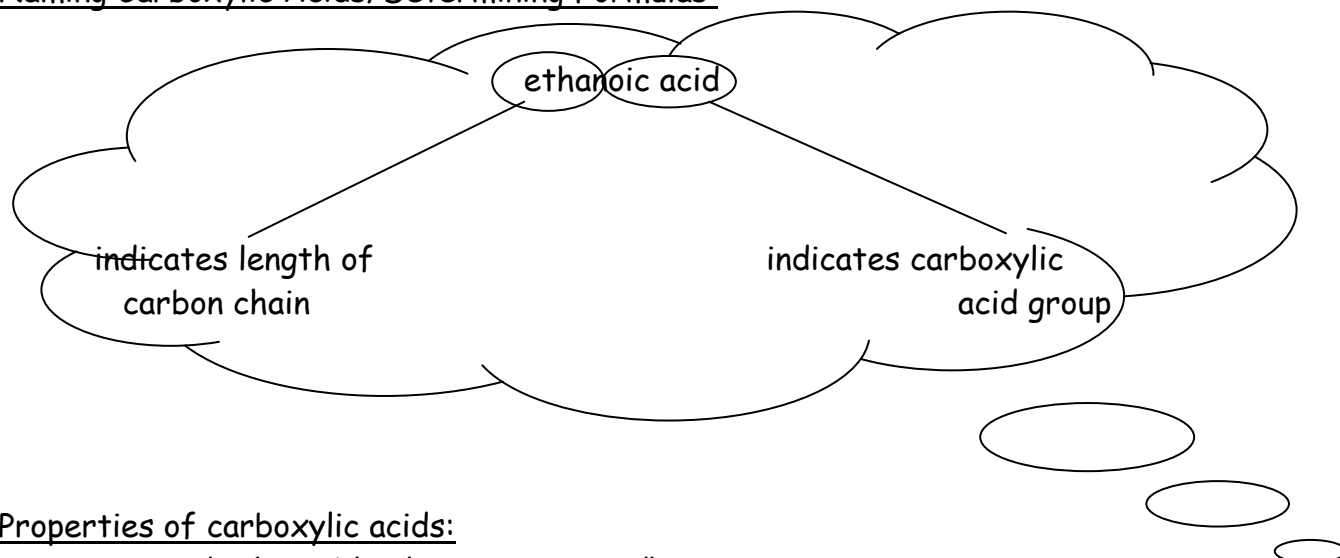 Naming Carboxylic Acids/Determining Formulas
ethanoic acid
indicates length of
carbon chain
indicates carboxylic
acid group
Properties of carboxylic acids: